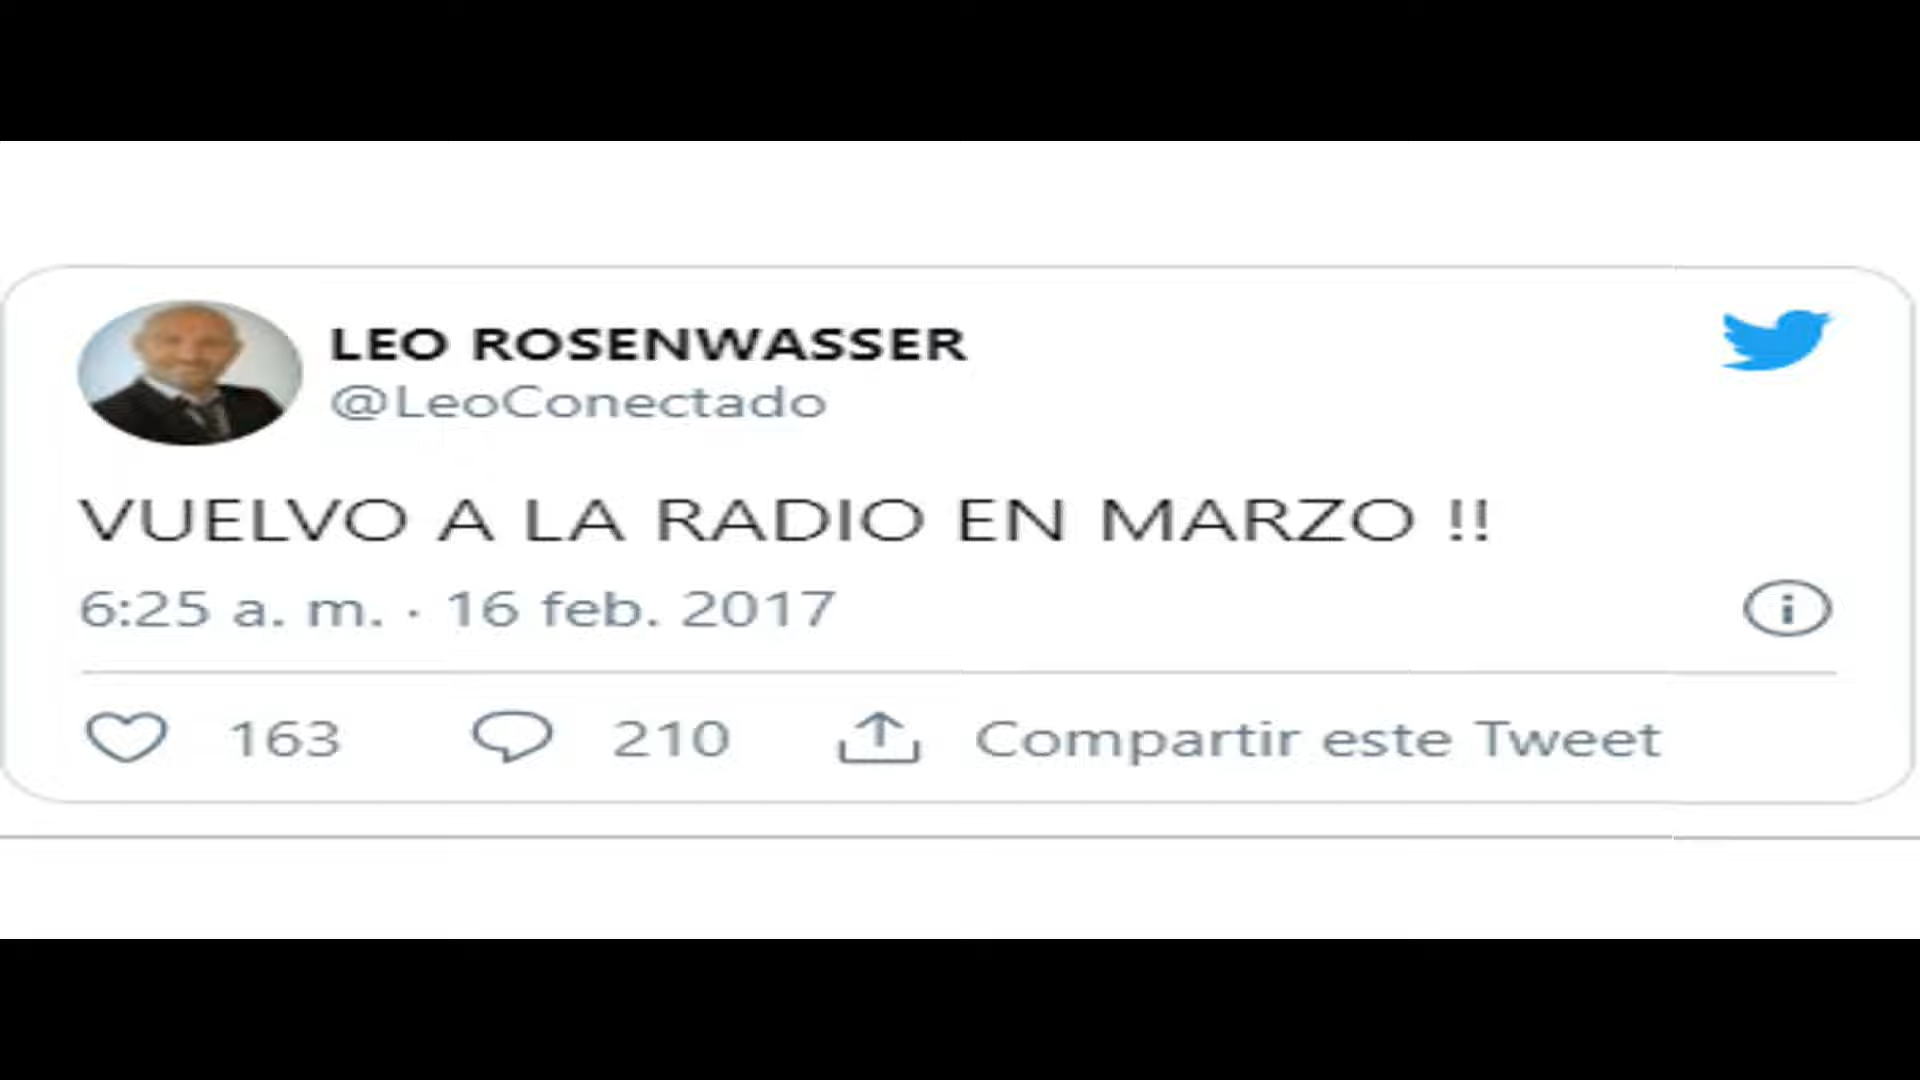 LEO ROSENWASSER
@LeoConectado
VUELVO A LA RADIO EN MARZO !!
6:25 a. m. · 16 feb. 2017
163 210 Compartir este Tweet